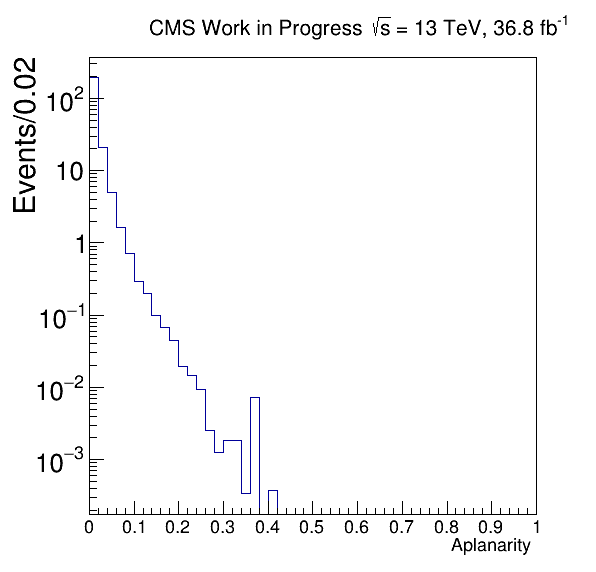 CMS Work in Progress √s = 13 TeV, 36.8 fb⁻¹
Events/0.02
10²
10
1
10⁻¹
10⁻²
10⁻³
0 0.1 0.2 0.3 0.4 0.5 0.6 0.7 0.8 0.9 1
Aplanarity